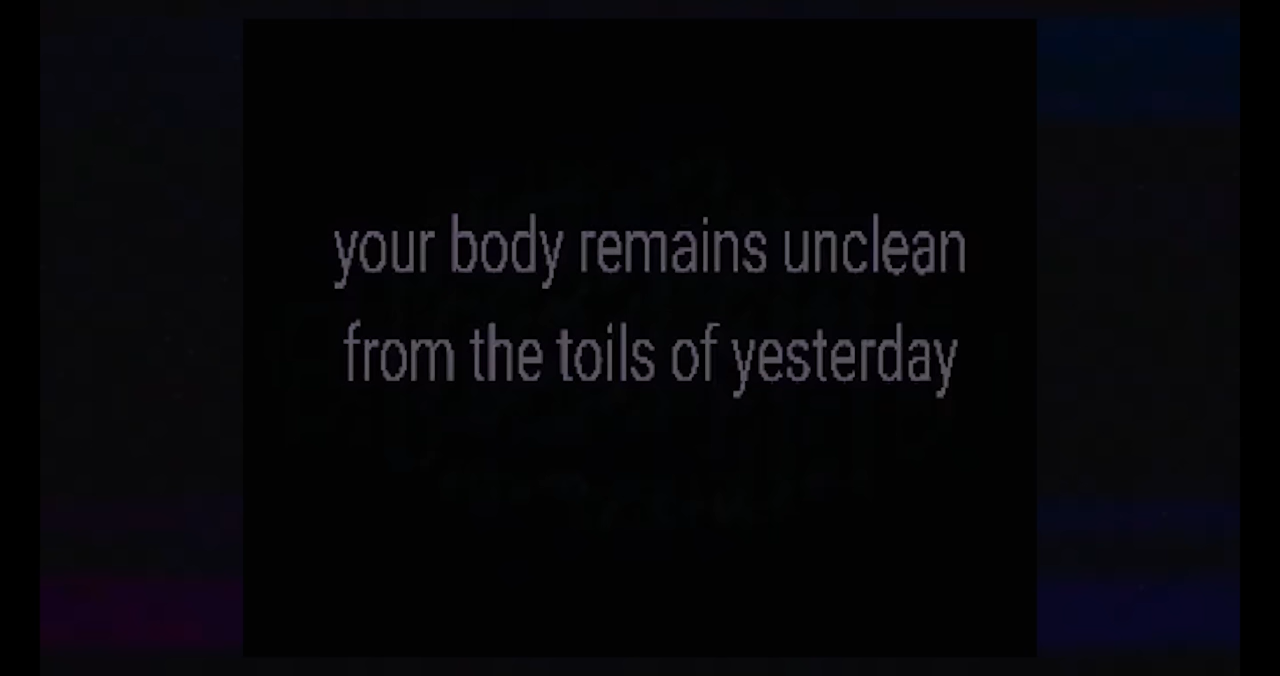 your body remains unclean
from the toils of yesterday